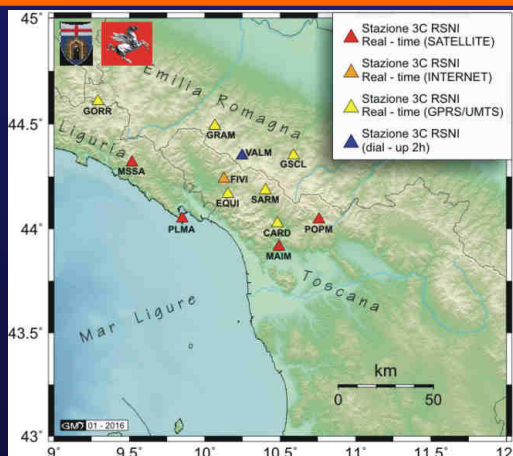 45°
44.5°
44°
43.5°
43°
9°
9.5°
10°
10.5°
11°
11.5°
12
Stazione 3C RSNI
Real - time (SATELLITE)
Stazione 3C RSNI
Real - time (INTERNET)
Stazione 3C RSNI
Real - time (GPRS/UMTS)
Stazione 3C RSNI
(dial - up 2h)
Emilia Romagna
Liguria
GORR
GRAM
VALM
GSCL
MSSA
FIVI
EQUI
SARM
PLMA
CARD
POPM
MAIM
Toscana
Mar Ligure
km
0
50
GMD 01 - 2016